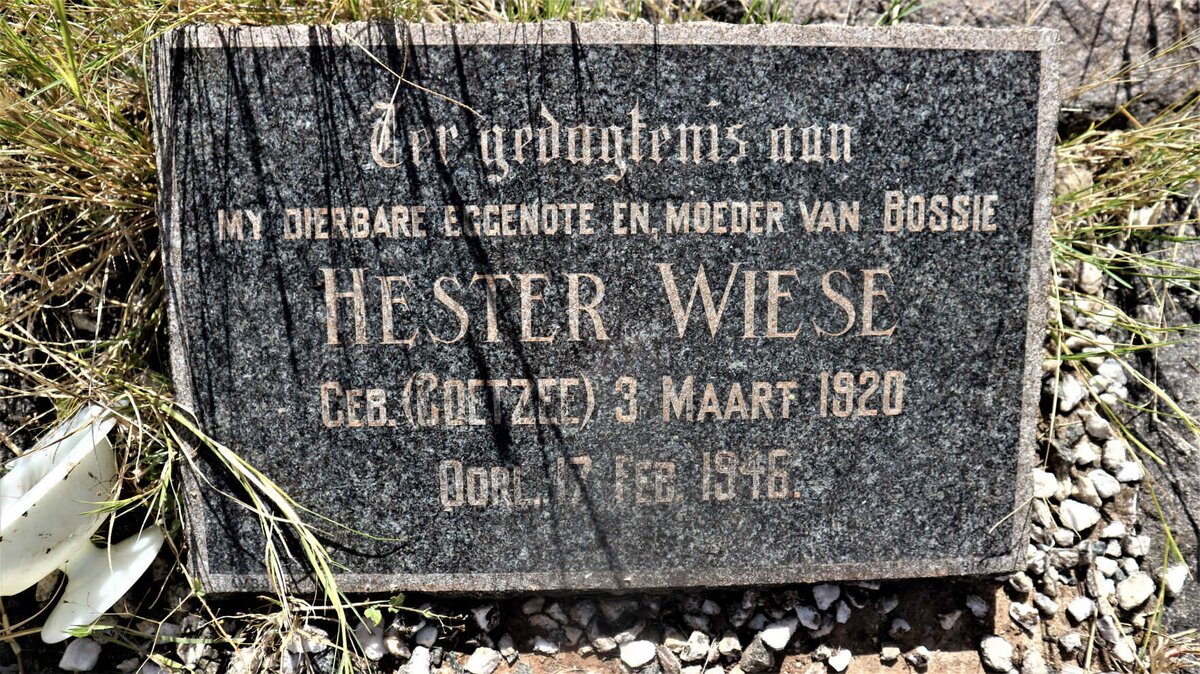 Ter gedagtenis aan
MY DIERBARE EGGENOTE EN MOEDER VAN BOSSIE
HESTER WIESE
GEB. (COETZEE) 3 MAART 1920
OORL. 17 FEB. 1946.